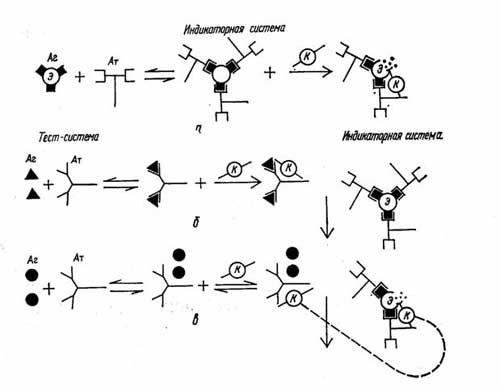 Индикаторная система
Аг Ат
Э + К Э К
п
Тест-система Индикаторная система
Аг Ат
+ + К К Э
б
Аг Ат
+ + К К Э К
в